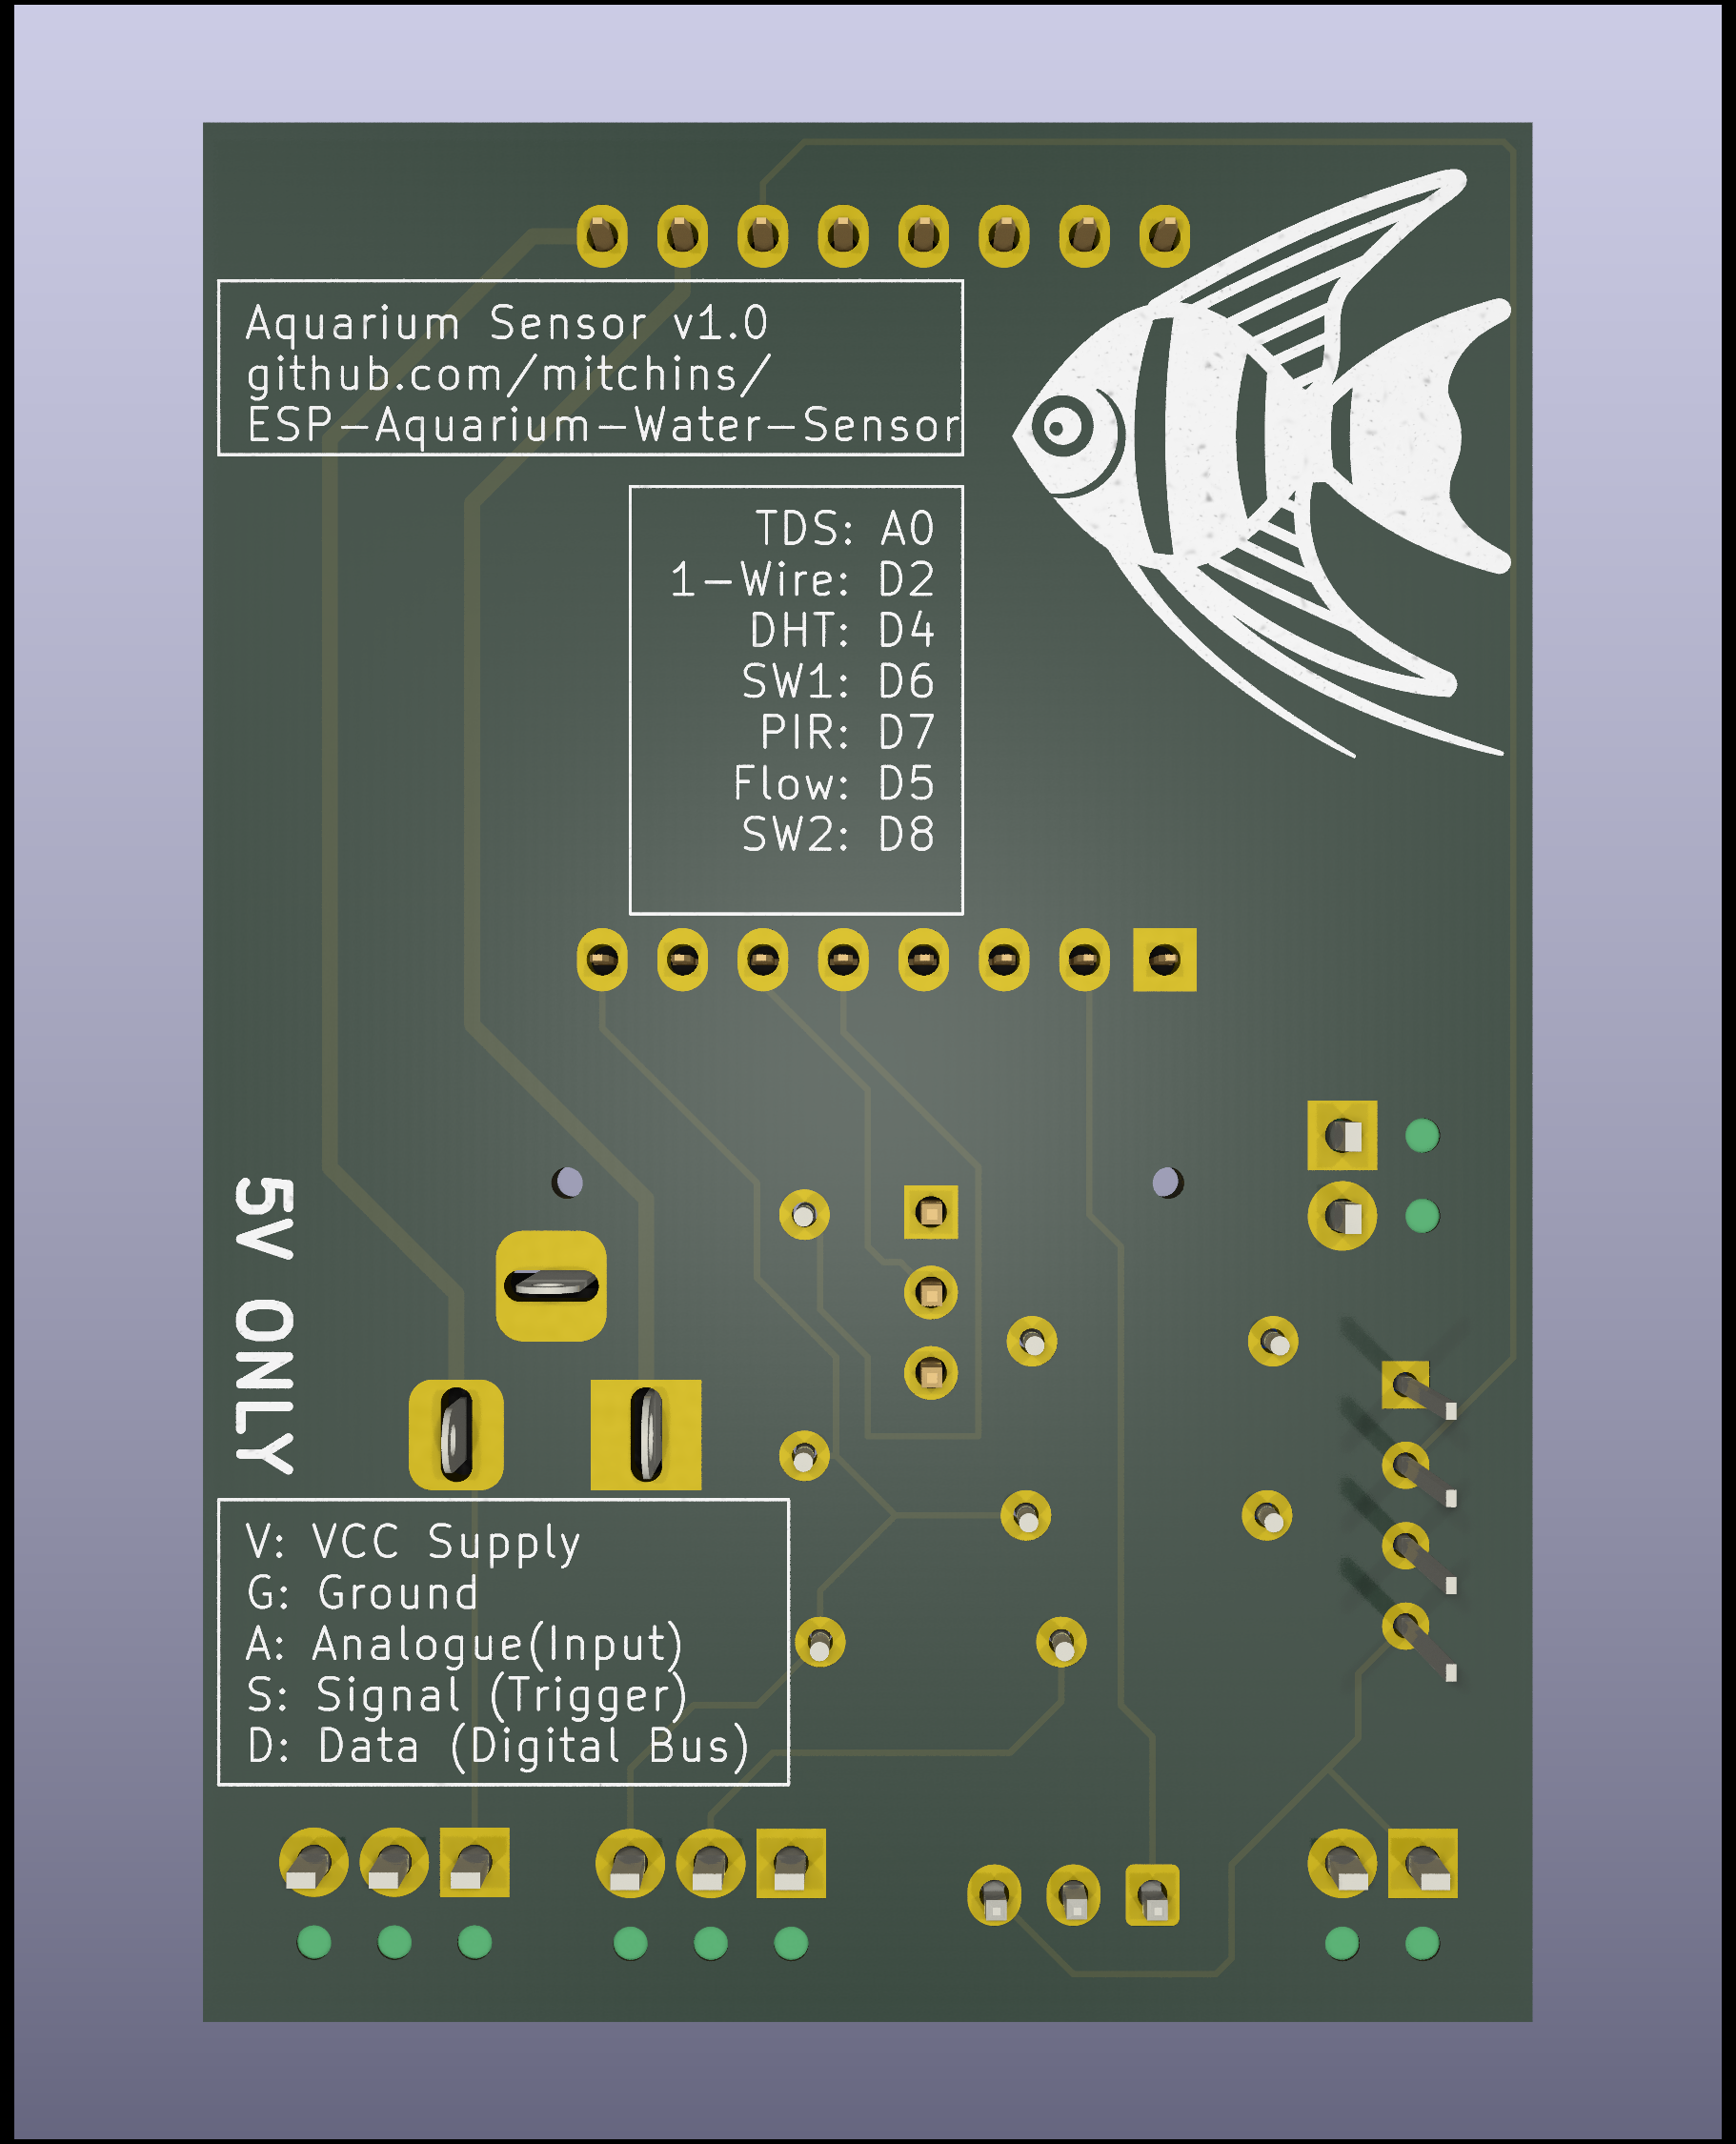 Aquarium Sensor v1.0
github.com/mitchins/
ESP-Aquarium-Water-Sensor
TDS: A0
1-Wire: D2
DHT: D4
SW1: D6
PIR: D7
Flow: D5
SW2: D8
5V ONLY
V: VCC Supply
G: Ground
A: Analogue(Input)
S: Signal (Trigger)
D: Data (Digital Bus)